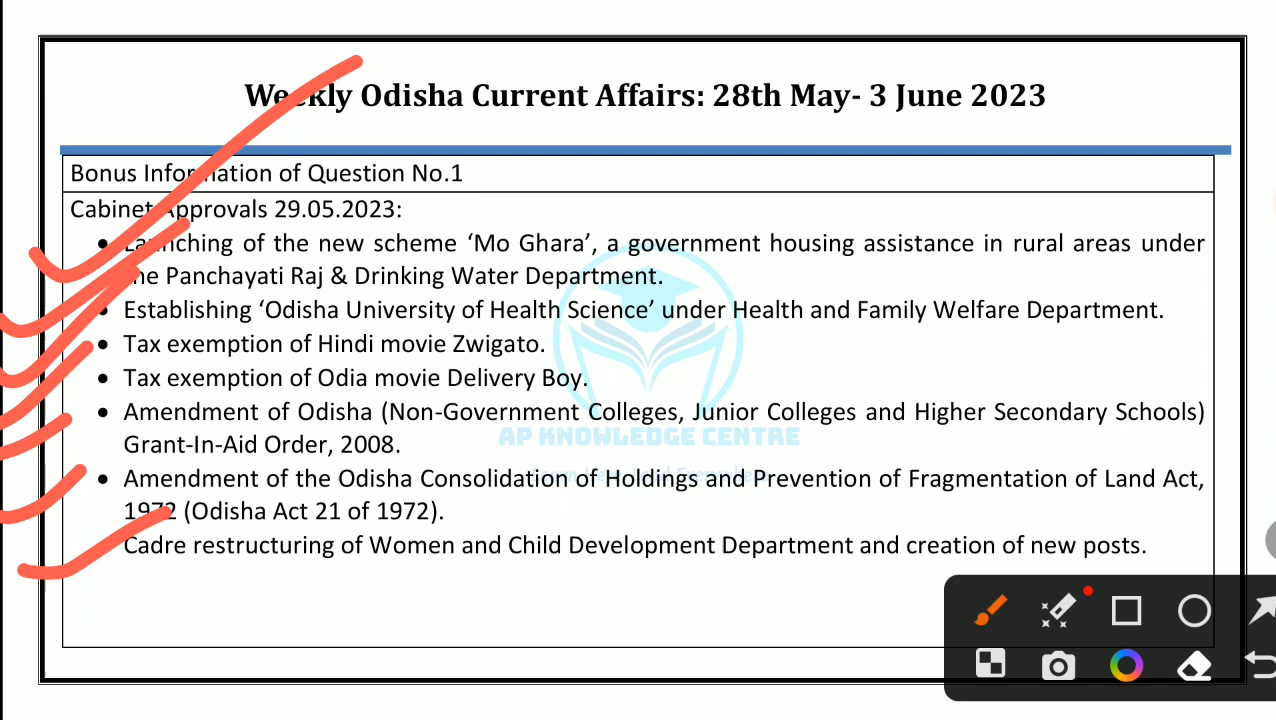 Weekly Odisha Current Affairs: 28th May- 3 June 2023
Bonus Information of Question No.1
Cabinet Approvals 29.05.2023:
• Launching of the new scheme ‘Mo Ghara’, a government housing assistance in rural areas under
the Panchayati Raj & Drinking Water Department.
• Establishing ‘Odisha University of Health Science’ under Health and Family Welfare Department.
• Tax exemption of Hindi movie Zwigato.
• Tax exemption of Odia movie Delivery Boy.
• Amendment of Odisha (Non-Government Colleges, Junior Colleges and Higher Secondary Schools)
Grant-In-Aid Order, 2008.
AP KNOWLEDGE CENTRE
• Amendment of the Odisha Consolidation of Holdings and Prevention of Fragmentation of Land Act,
1972 (Odisha Act 21 of 1972).
Cadre restructuring of Women and Child Development Department and creation of new posts.